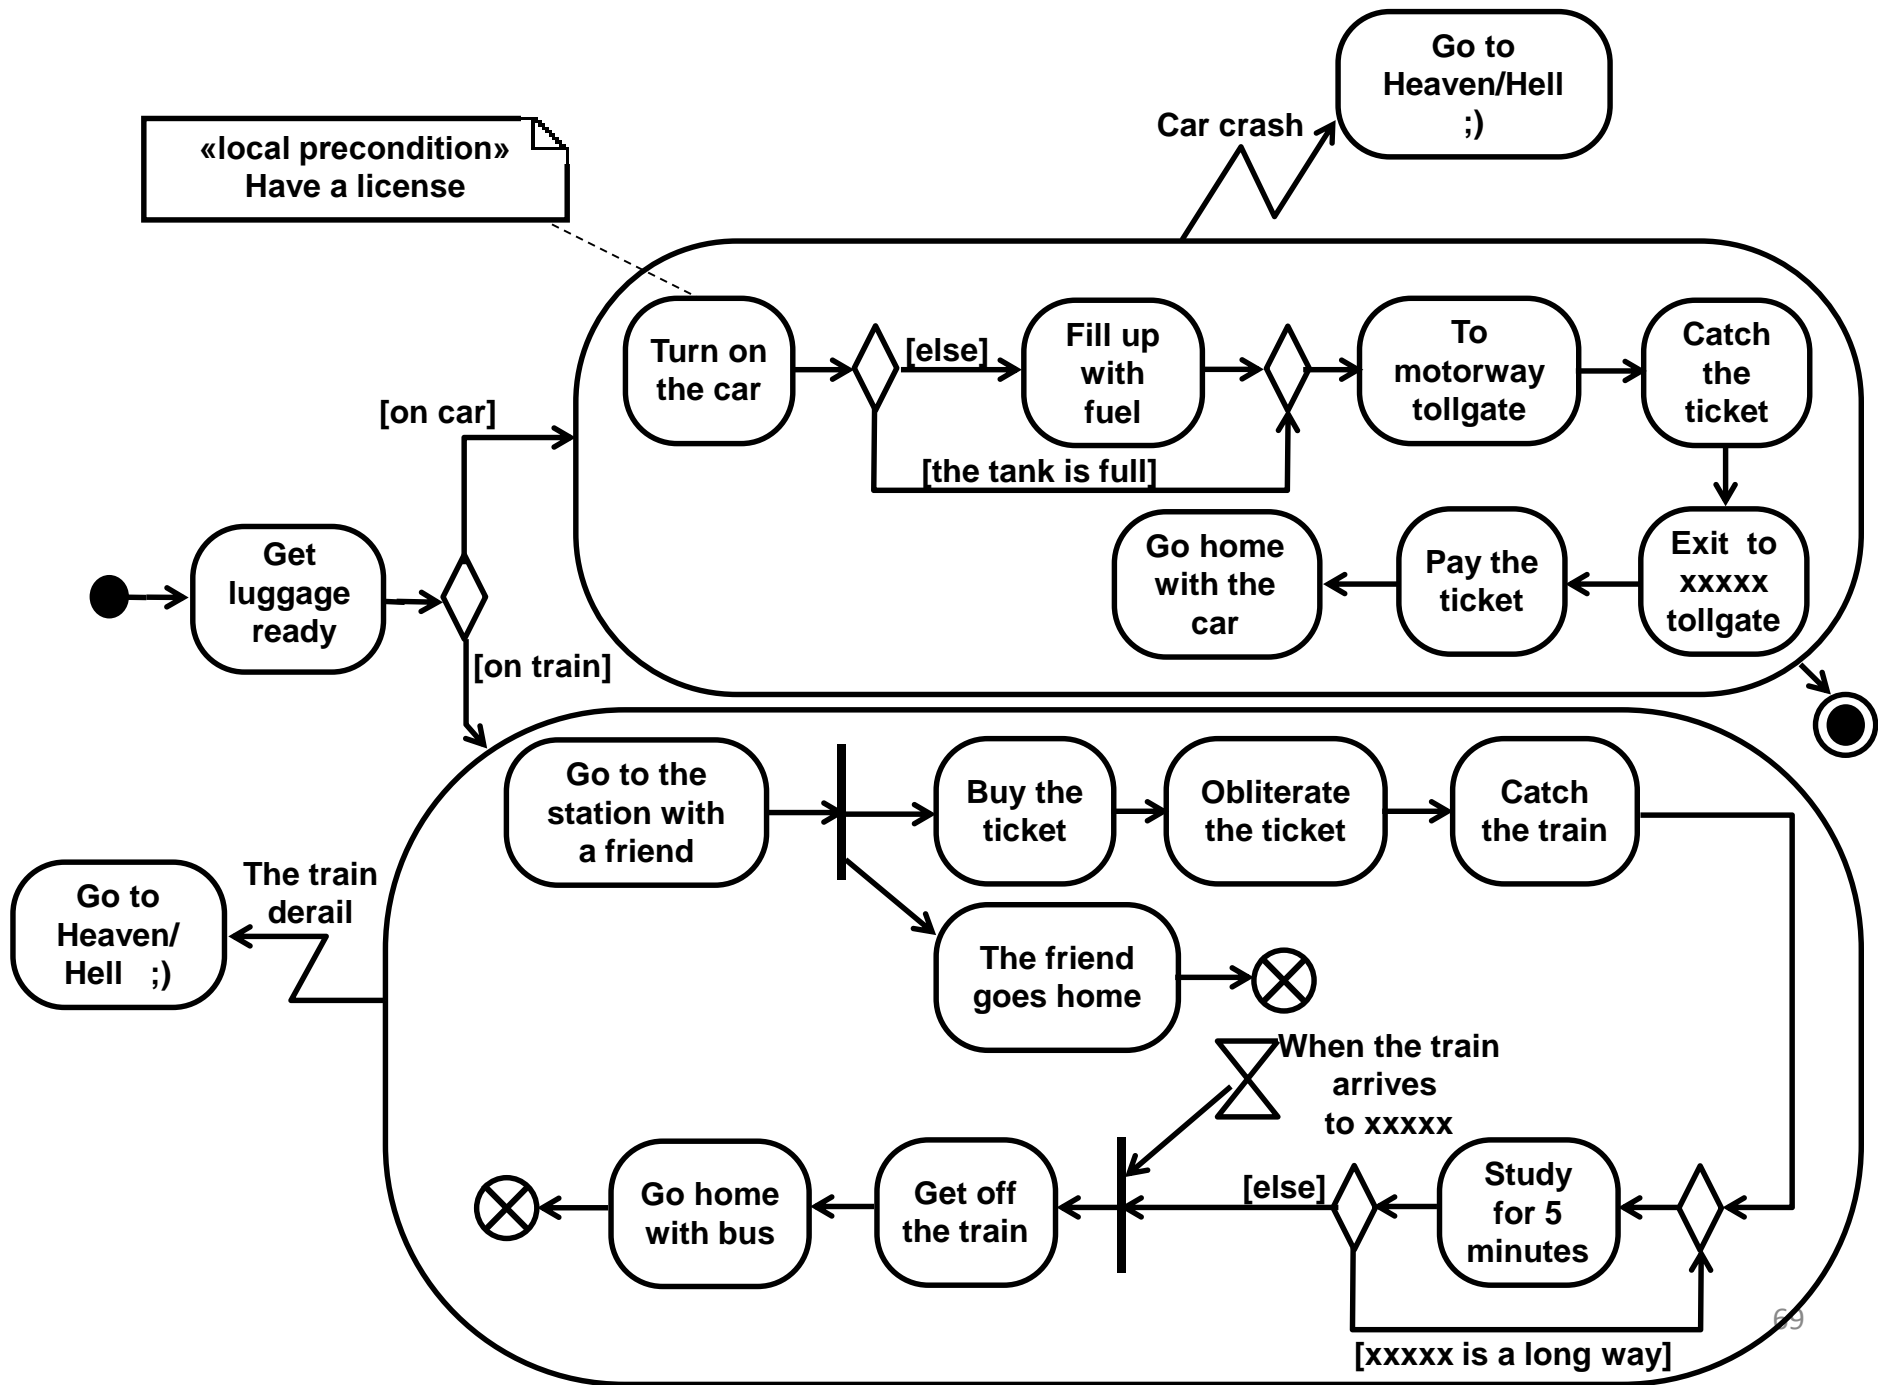 Go to
Heaven/Hell
;)
Car crash
«local precondition»
Have a license
Turn on
the car
[else]
Fill up
with
fuel
To
motorway
tollgate
Catch
the
ticket
[on car]
[the tank is full]
Go home
with the
car
Pay the
ticket
Exit to
xxxxx
tollgate
Get
luggage
ready
[on train]
Go to the
station with
a friend
Buy the
ticket
Obliterate
the ticket
Catch
the train
The train
derail
Go to
Heaven/
Hell ;)
The friend
goes home
When the train
arrives
to xxxxx
Go home
with bus
Get off
the train
[else]
Study
for 5
minutes
69
[xxxxx is a long way]